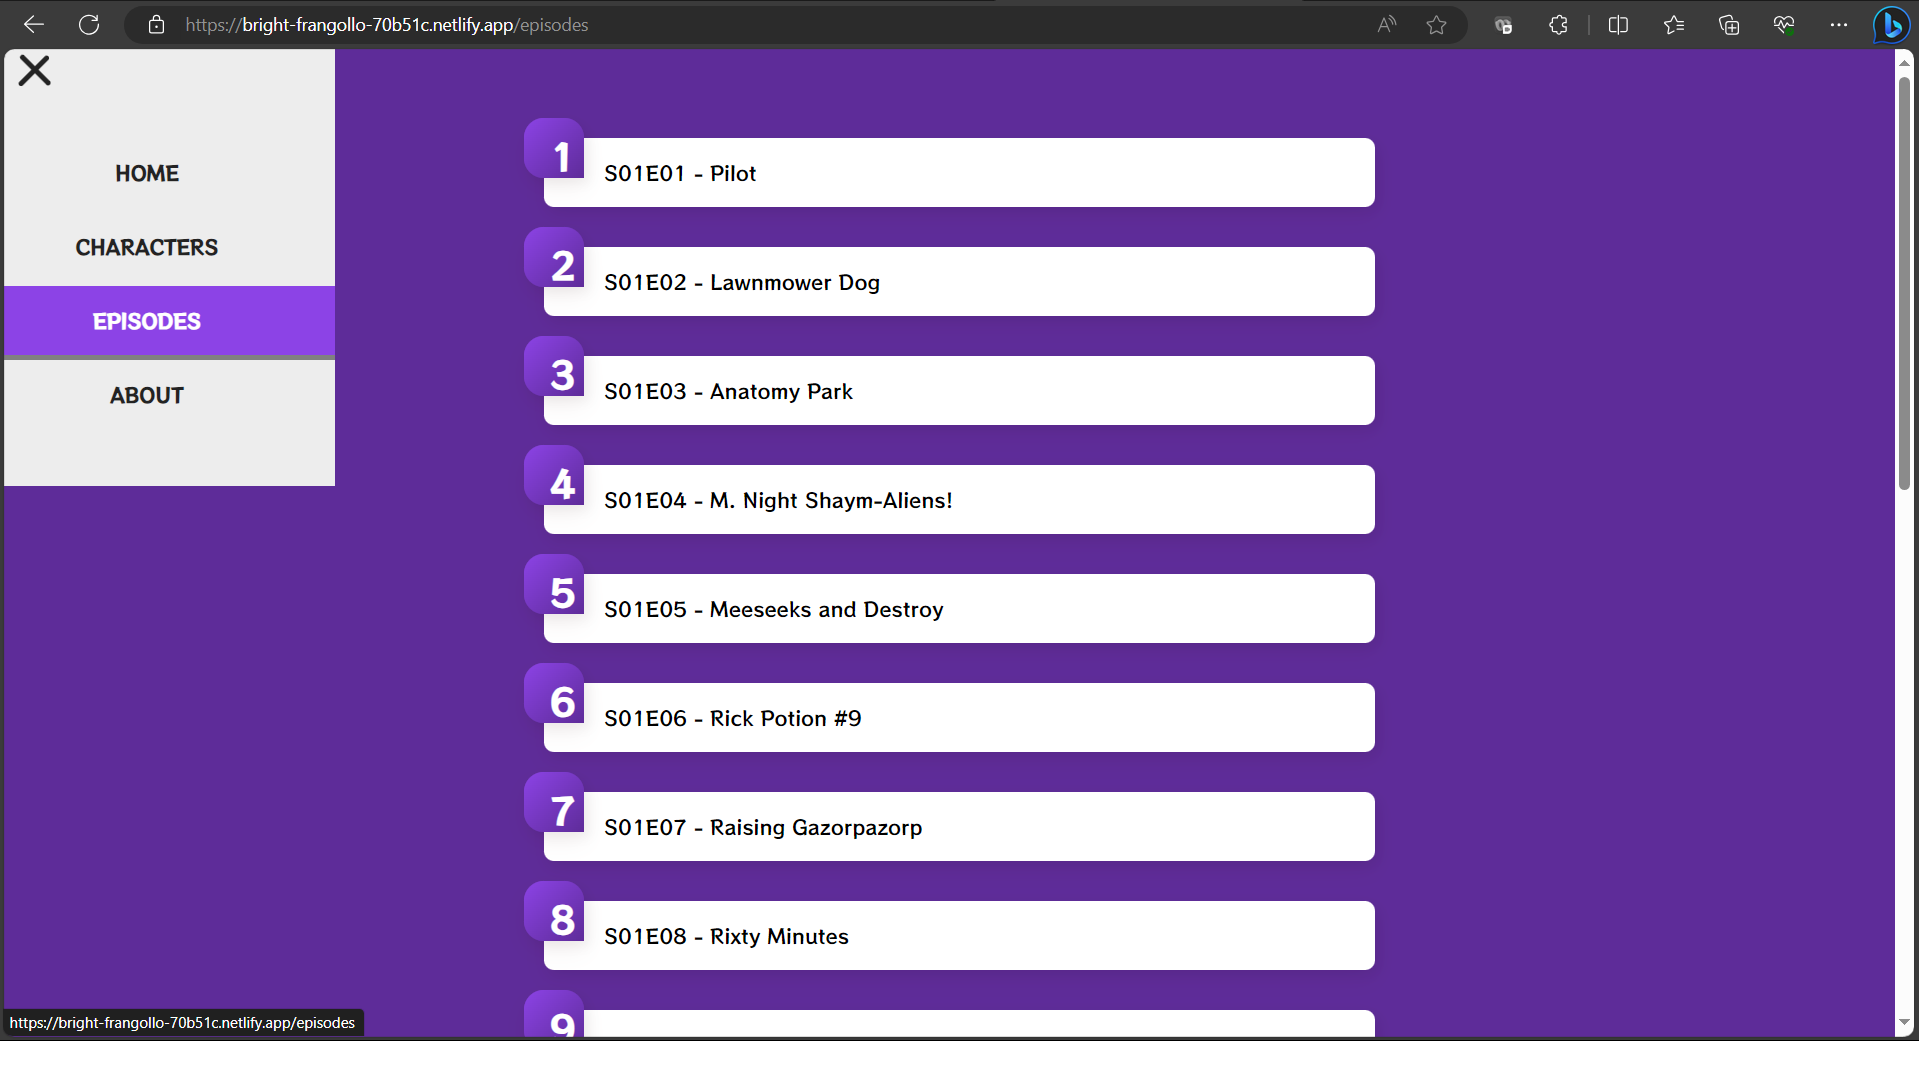 https://bright-frangollo-70b51c.netlify.app/episodes
HOME
CHARACTERS
EPISODES
ABOUT
1
S01E01 - Pilot
2
S01E02 - Lawnmower Dog
3
S01E03 - Anatomy Park
4
S01E04 - M. Night Shaym-Aliens!
5
S01E05 - Meeseeks and Destroy
6
S01E06 - Rick Potion #9
7
S01E07 - Raising Gazorpazorp
8
S01E08 - Rixty Minutes
9
https://bright-frangollo-70b51c.netlify.app/episodes